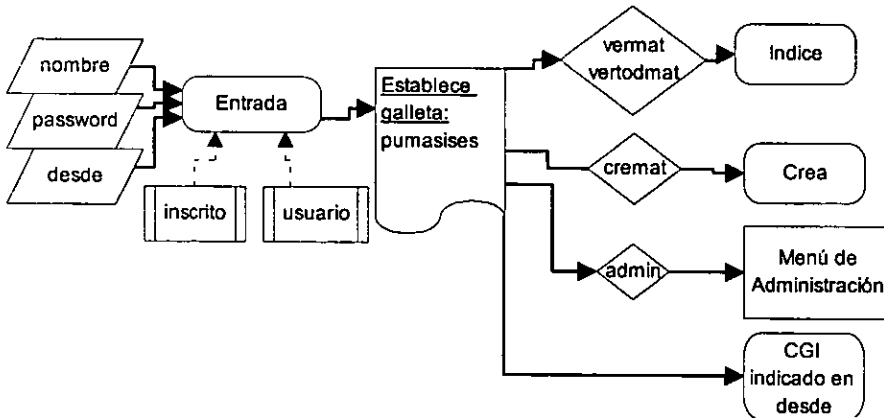 nombre
password
desde
Entrada
inscrito
usuario
Establece
galleta:
pumasises
vermat
vertodmat
Indice
cremat
Crea
admin
Menú de
Administración
CGI
indicado en
desde